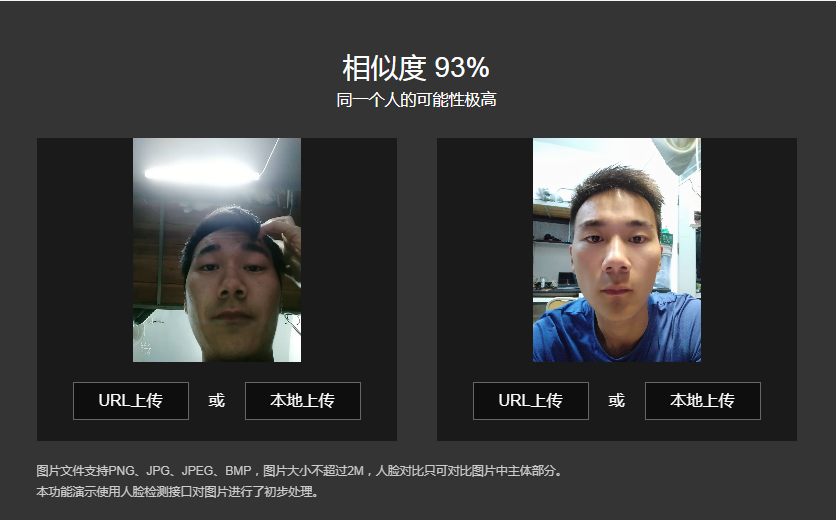 相似度 93%
同一个人的可能性极高
URL上传 或 本地上传 URL上传 或 本地上传
图片文件支持PNG、JPG、JPEG、BMP，图片大小不超过2M，人脸对比只可对比图片中主体部分。
本功能演示使用人脸检测接口对图片进行了初步处理。